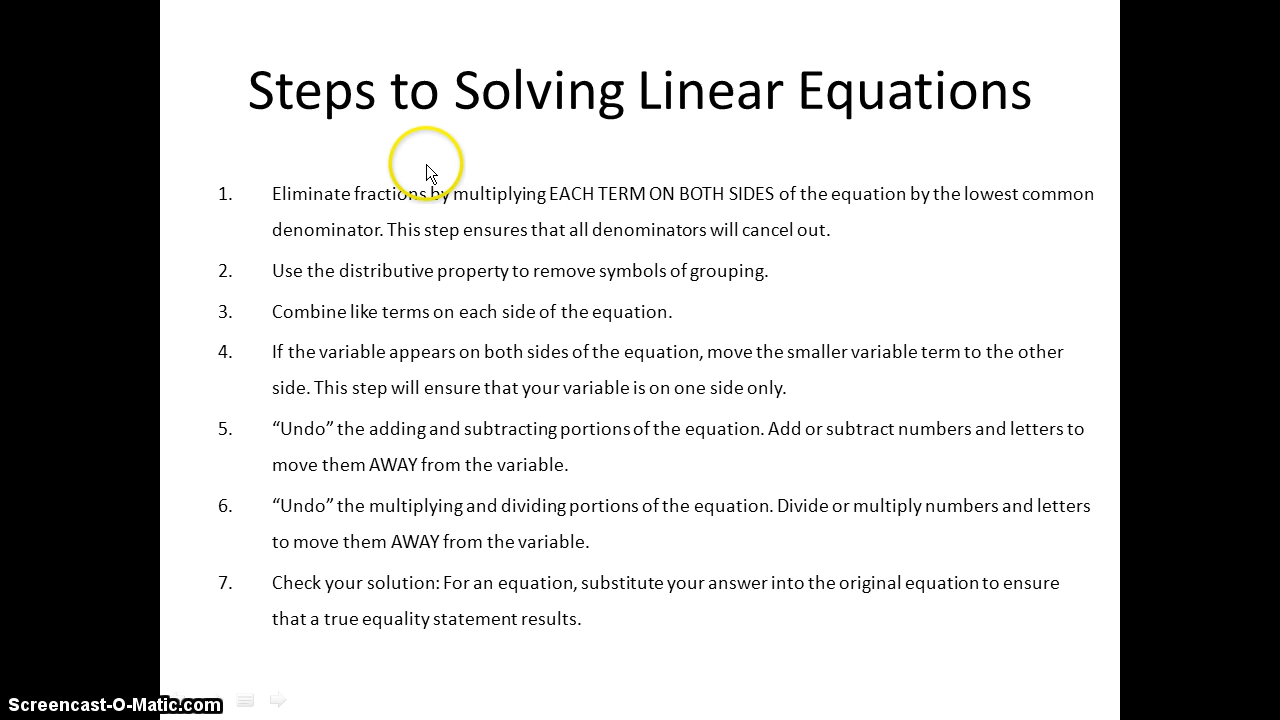 Steps to Solving Linear Equations
1. Eliminate fractions by multiplying EACH TERM ON BOTH SIDES of the equation by the lowest common
denominator. This step ensures that all denominators will cancel out.
2. Use the distributive property to remove symbols of grouping.
3. Combine like terms on each side of the equation.
4. If the variable appears on both sides of the equation, move the smaller variable term to the other
side. This step will ensure that your variable is on one side only.
5. “Undo” the adding and subtracting portions of the equation. Add or subtract numbers and letters to
move them AWAY from the variable.
6. “Undo” the multiplying and dividing portions of the equation. Divide or multiply numbers and letters
to move them AWAY from the variable.
7. Check your solution: For an equation, substitute your answer into the original equation to ensure
that a true equality statement results.
Screencast-O-Matic.com